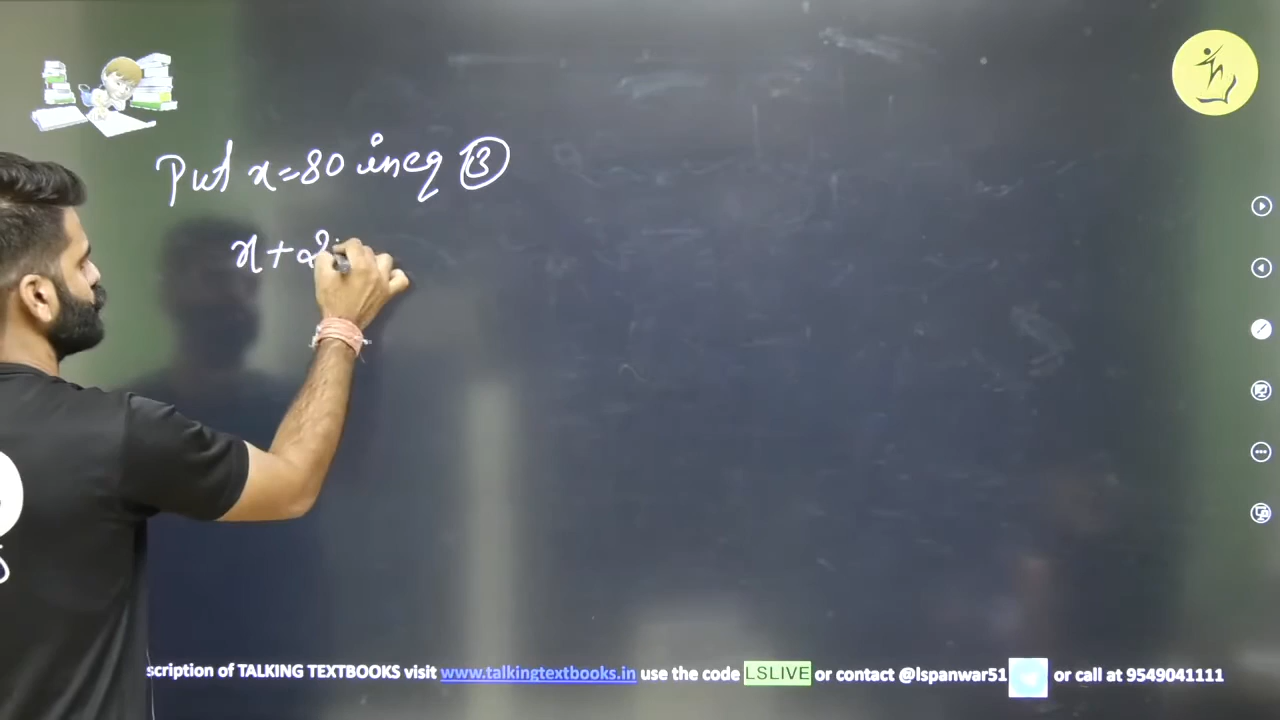 Put x=80 in eq ③
x+2
scription of TALKING TEXTBOOKS visit www.talkingtextbooks.in use the code LSLIVE or contact @lspanwar51 or call at 9549041111